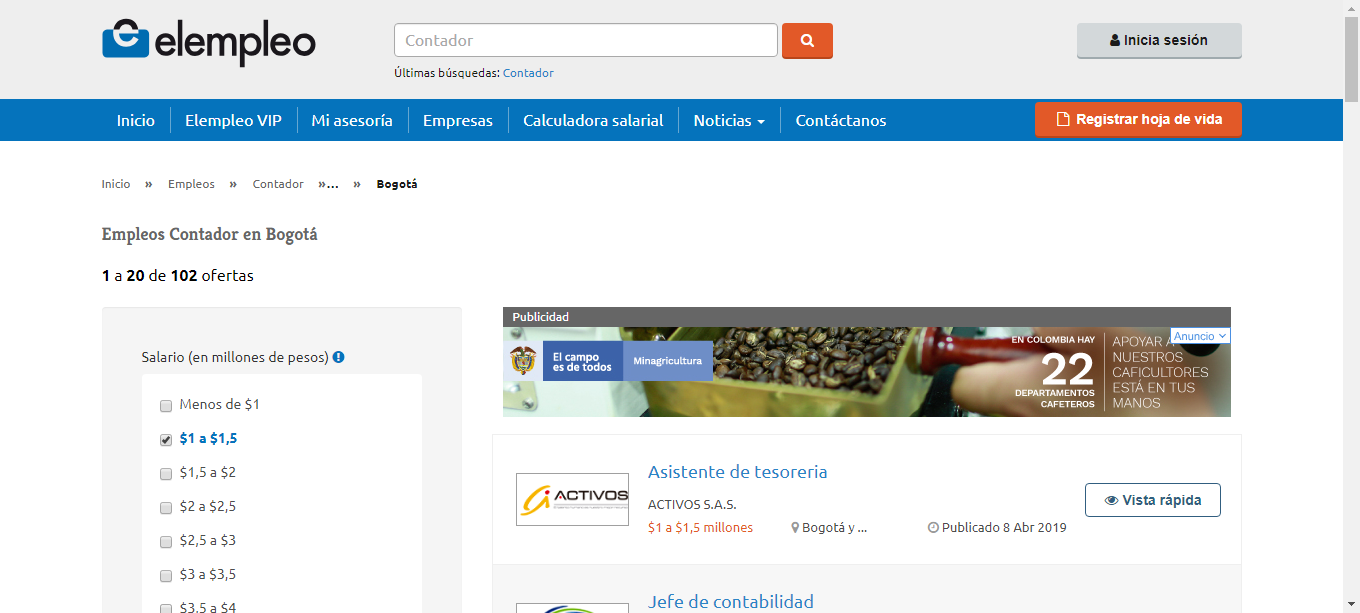 elempleo
Contador
Últimas búsquedas: Contador
Inicia sesión
Inicio
Elempleo VIP
Mi asesoría
Empresas
Calculadora salarial
Noticias
Contáctanos
Registrar hoja de vida
Inicio » Empleos » Contador »... » Bogotá
Empleos Contador en Bogotá
1 a 20 de 102 ofertas
Salario (en millones de pesos)
Menos de $1
$1 a $1,5
$1,5 a $2
$2 a $2,5
$2,5 a $3
$3 a $3,5
$3,5 a $4
Publicidad
Anuncio
El campo
es de todos
Minagricultura
EN COLOMBIA HAY
22
DEPARTAMENTOS
CAFETEROS
APOYAR A
NUESTROS
CAFICULTORES
ESTÁ EN TUS
MANOS
ACTIVOS
Asistente de tesoreria
ACTIVOS S.A.S.
$1 a $1,5 millones
Bogotá y ...
Publicado 8 Abr 2019
Vista rápida
Jefe de contabilidad